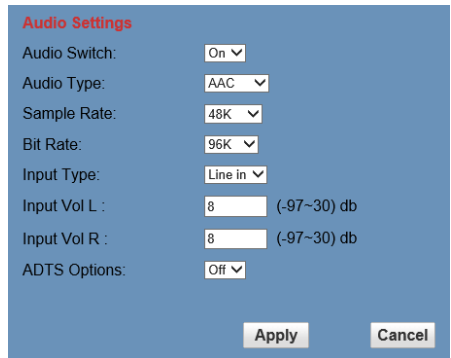 Audio Settings
Audio Switch: On
Audio Type: AAC
Sample Rate: 48K
Bit Rate: 96K
Input Type: Line in
Input Vol L : 8 (-97~30) db
Input Vol R : 8 (-97~30) db
ADTS Options: Off
Apply Cancel